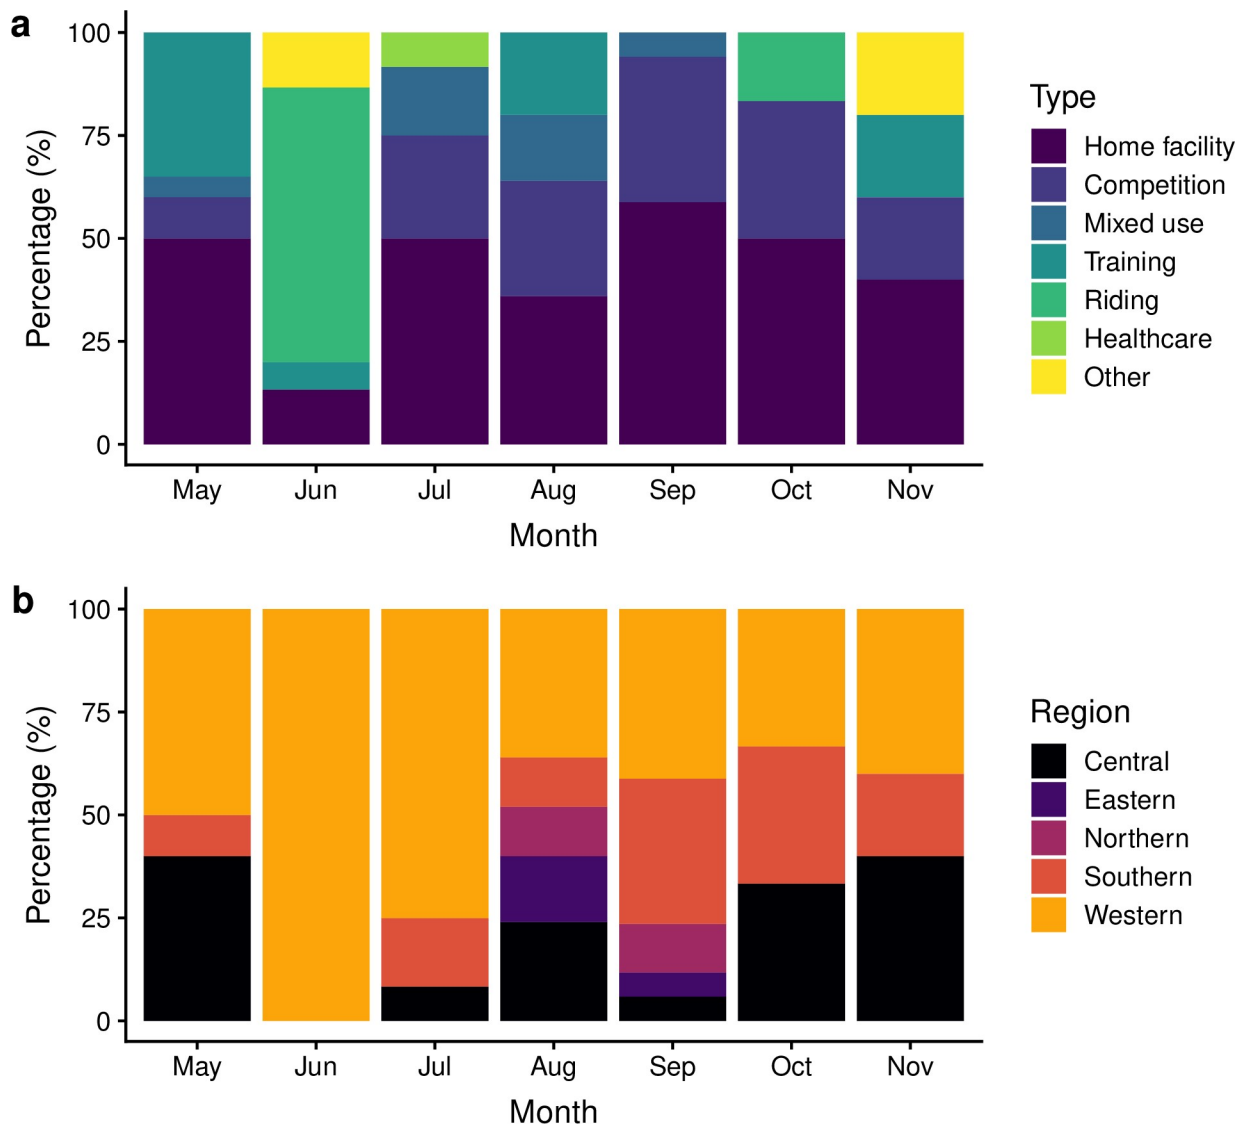 a
Percentage (%)
100
75
50
25
0
May Jun Jul Aug Sep Oct Nov
Month
Type
Home facility
Competition
Mixed use
Training
Riding
Healthcare
Other
b
Percentage (%)
100
75
50
25
0
May Jun Jul Aug Sep Oct Nov
Month
Region
Central
Eastern
Northern
Southern
Western